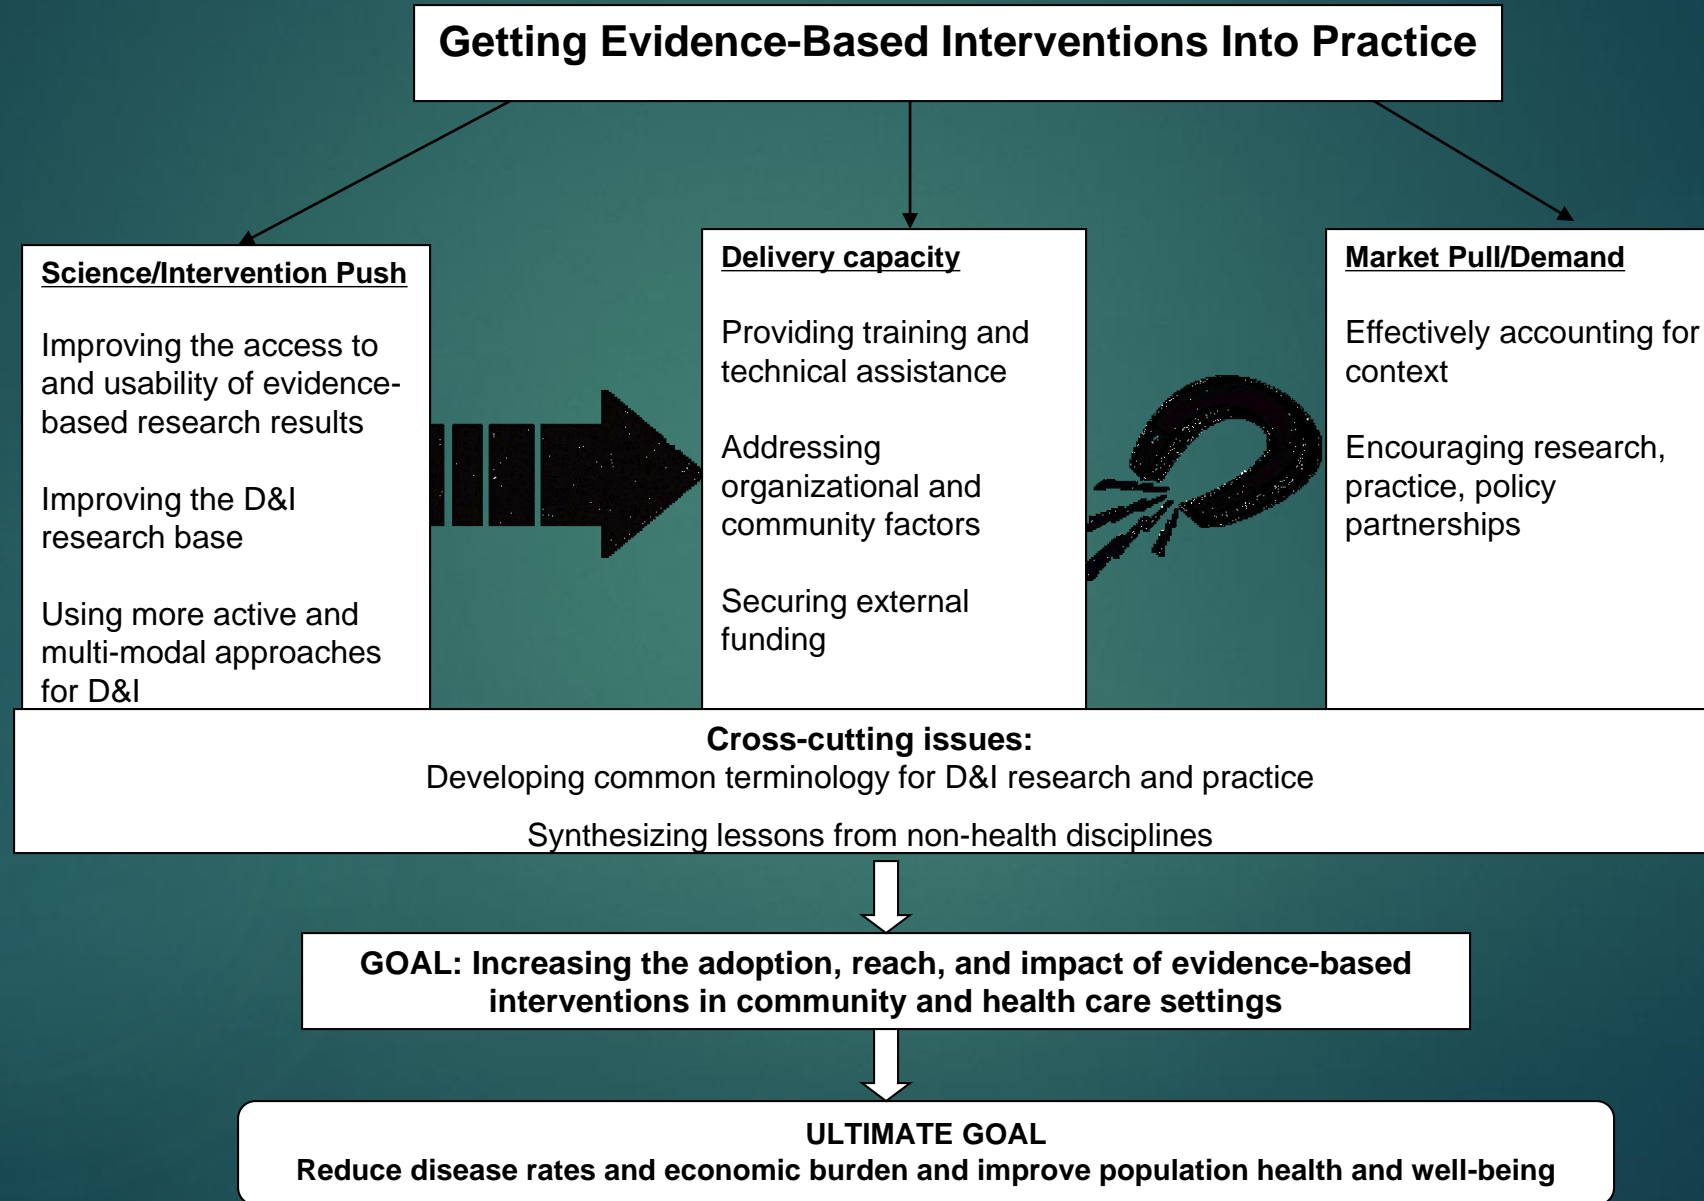 Getting Evidence-Based Interventions Into Practice
Science/Intervention Push
Improving the access to
and usability of evidence-
based research results
Improving the D&I
research base
Using more active and
multi-modal approaches
for D&I
Delivery capacity
Providing training and
technical assistance
Addressing
organizational and
community factors
Securing external
funding
Market Pull/Demand
Effectively accounting for
context
Encouraging research,
practice, policy
partnerships
Cross-cutting issues:
Developing common terminology for D&I research and practice
Synthesizing lessons from non-health disciplines
GOAL: Increasing the adoption, reach, and impact of evidence-based
interventions in community and health care settings
ULTIMATE GOAL
Reduce disease rates and economic burden and improve population health and well-being